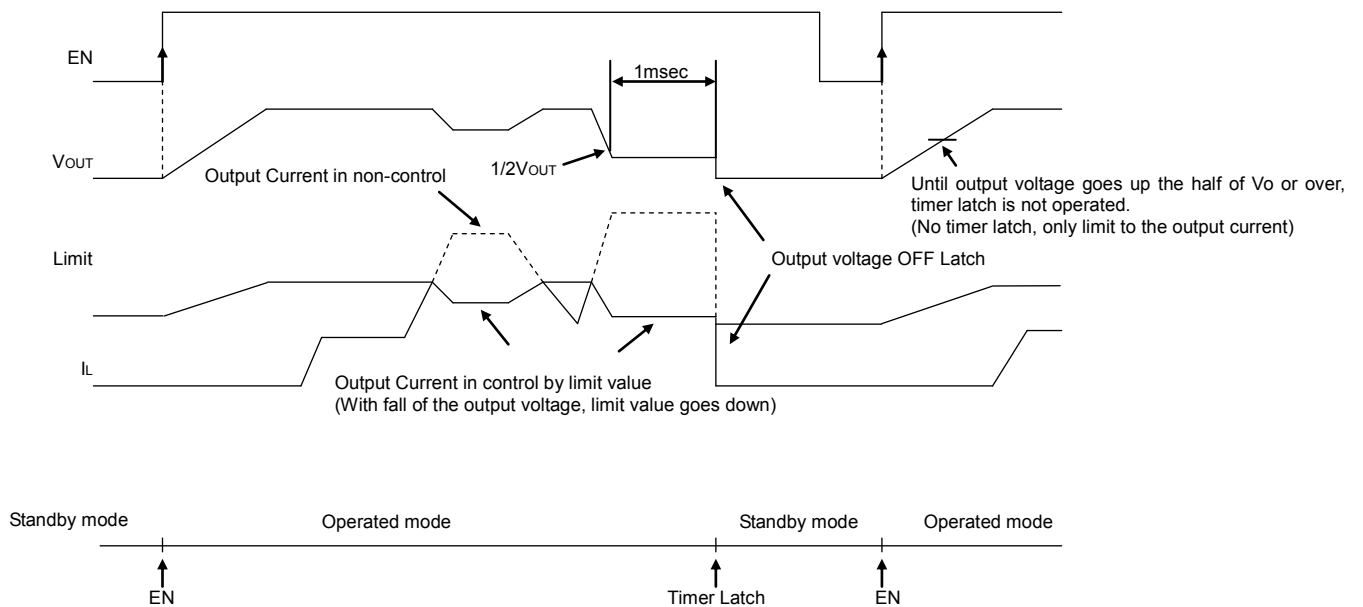 EN
1msec
VOUT
1/2VOUT
Output Current in non-control
Until output voltage goes up the half of Vo or over,
timer latch is not operated.
(No timer latch, only limit to the output current)
Limit
Output voltage OFF Latch
IL
Output Current in control by limit value
(With fall of the output voltage, limit value goes down)
Standby mode
Operated mode
Standby mode
Operated mode
EN
Timer Latch
EN